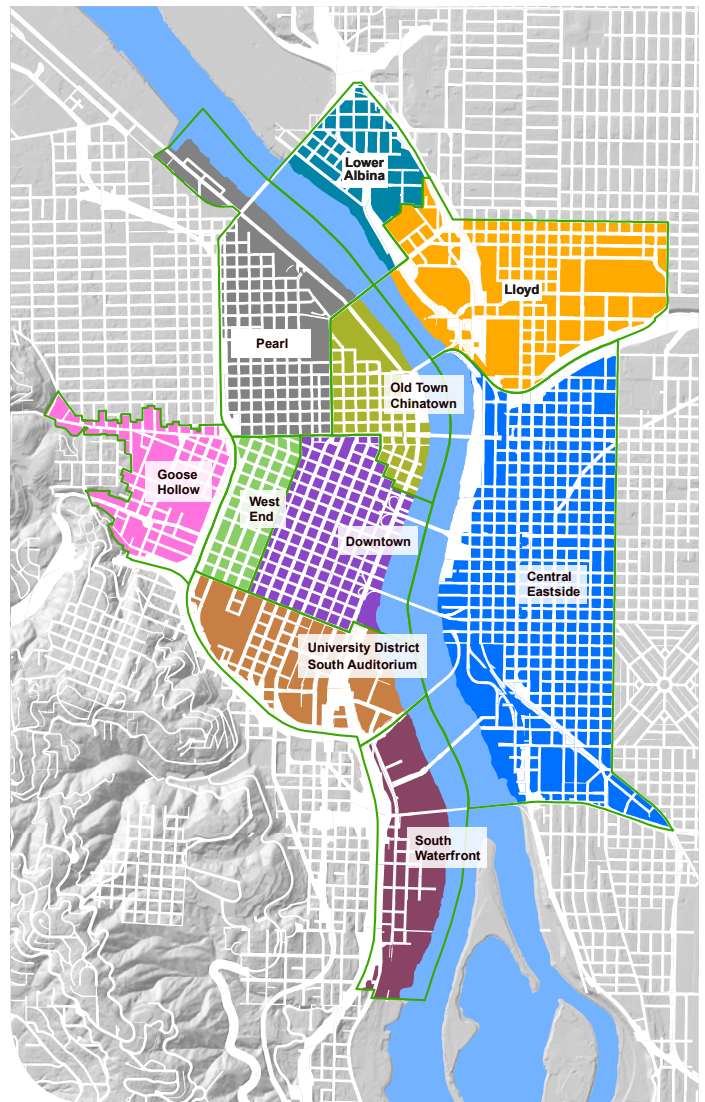 Lower
Albina
Lloyd
Pearl
Old Town
Chinatown
Goose
Hollow
West
End
Downtown
Central
Eastside
University District
South Auditorium
South
Waterfront